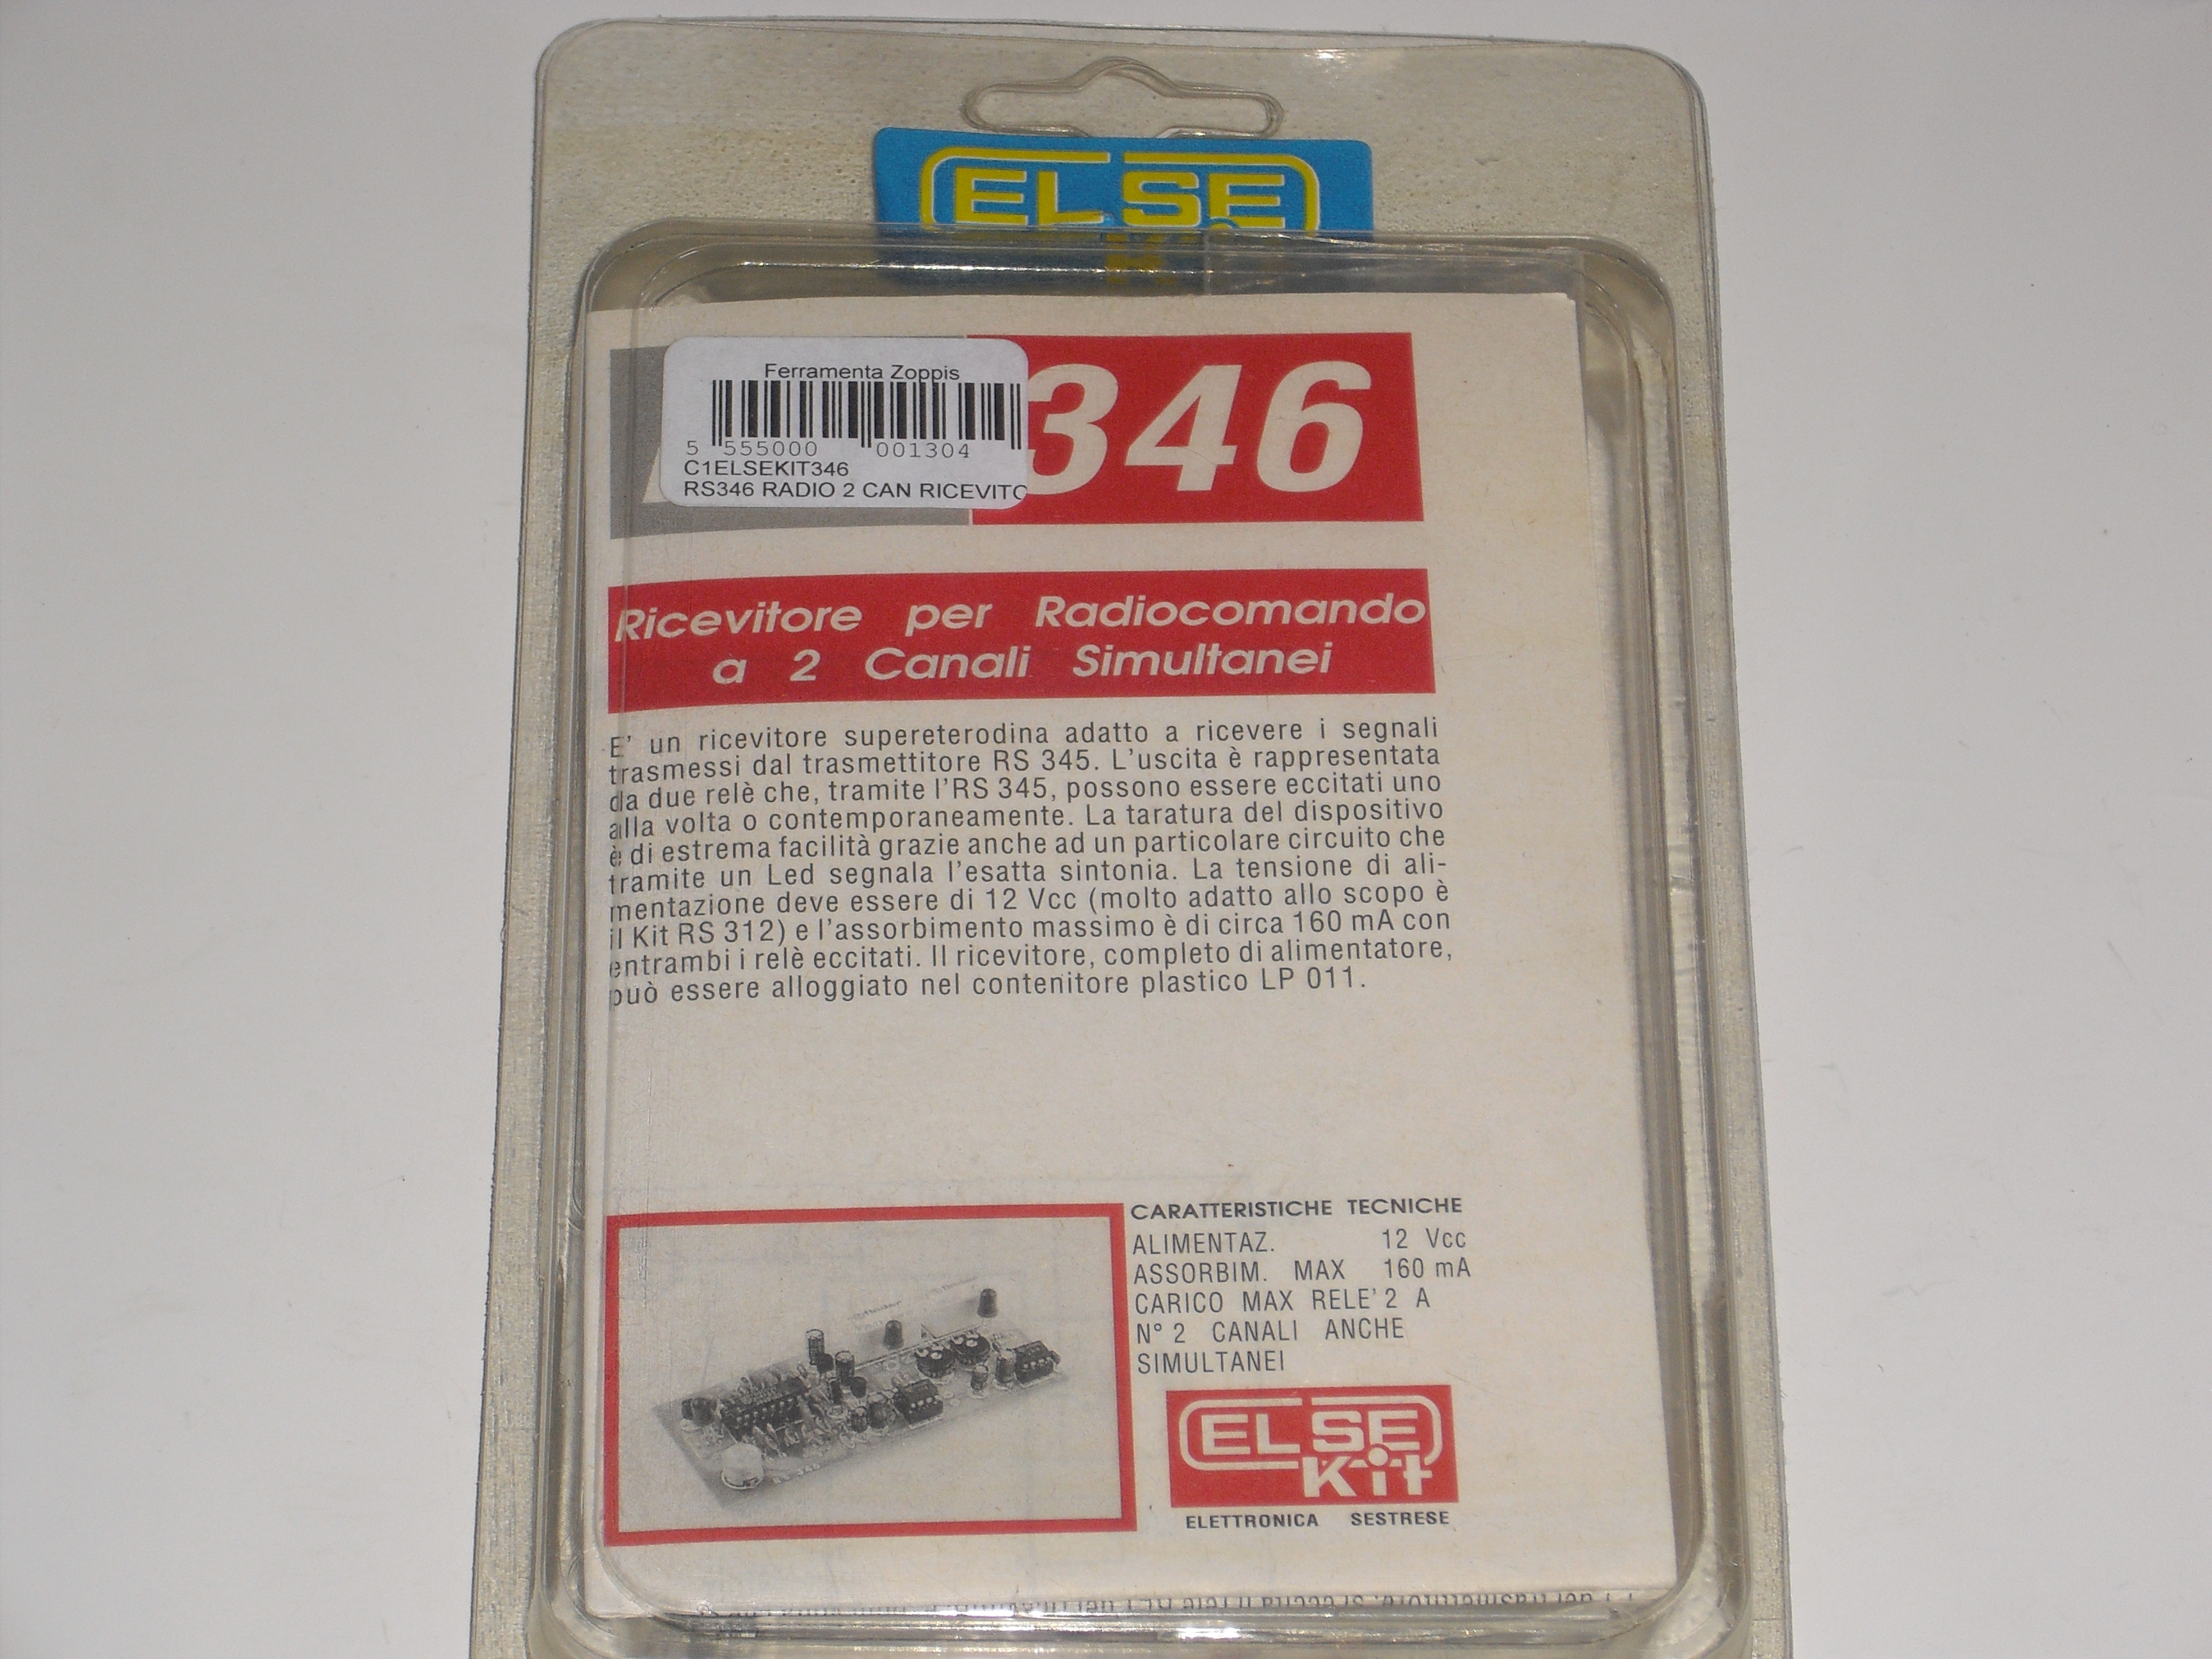 ELSE
Kit
346
Ferramenta Zoppis
5 555000 001304
C1ELSEKIT346
RS346 RADIO 2 CAN RICEVITO
Ricevitore per Radiocomando
a 2 Canali Simultanei
E' un ricevitore supereterodina adatto a ricevere i segnali
trasmessi dal trasmettitore RS 345. L'uscita è rappresentata
da due relè che, tramite l'RS 345, possono essere eccitati uno
alla volta o contemporaneamente. La taratura del dispositivo
è di estrema facilità grazie anche ad un particolare circuito che
tramite un Led segnala l'esatta sintonia. La tensione di ali-
mentazione deve essere di 12 Vcc (molto adatto allo scopo è
il Kit RS 312) e l'assorbimento massimo è di circa 160 mA con
entrambi i relè eccitati. Il ricevitore, completo di alimentatore,
può essere alloggiato nel contenitore plastico LP 011.
CARATTERISTICHE TECNICHE
ALIMENTAZ. 12 Vcc
ASSORBIM. MAX 160 mA
CARICO MAX RELE' 2 A
N° 2 CANALI ANCHE
SIMULTANEI
RS 346
ELSE
Kit
ELETTRONICA SESTRESE